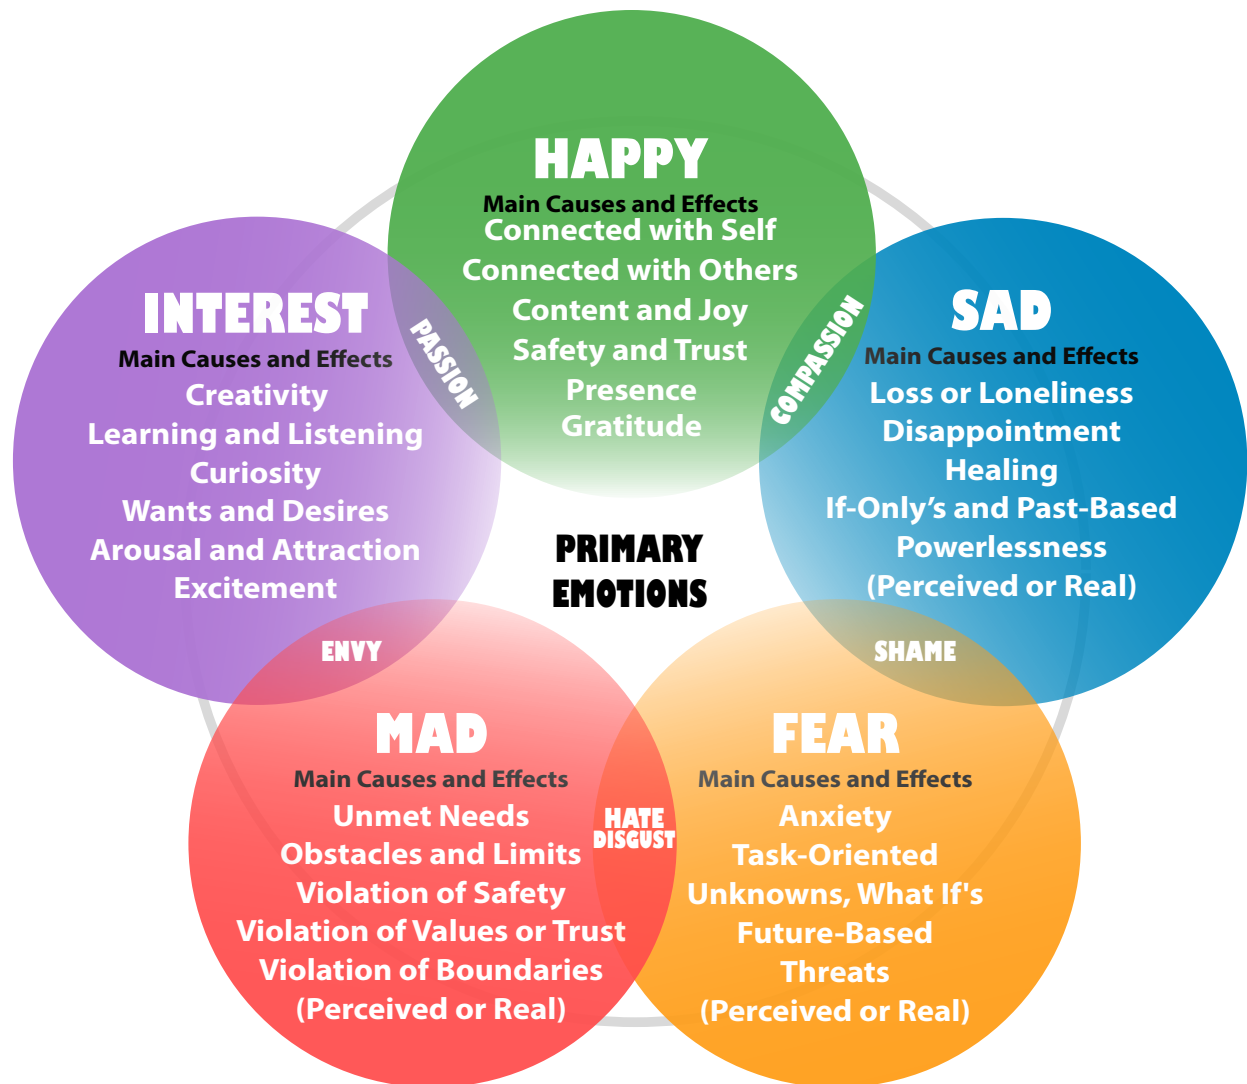 HAPPY
Main Causes and Effects
Connected with Self
Connected with Others
Content and Joy
Safety and Trust
Presence
Gratitude
PASSION
COMPASSION
INTEREST
Main Causes and Effects
Creativity
Learning and Listening
Curiosity
Wants and Desires
Arousal and Attraction
Excitement
SAD
Main Causes and Effects
Loss or Loneliness
Disappointment
Healing
If-Only’s and Past-Based
Powerlessness
(Perceived or Real)
PRIMARY
EMOTIONS
ENVY
SHAME
MAD
Main Causes and Effects
Unmet Needs
Obstacles and Limits
Violation of Safety
Violation of Values or Trust
Violation of Boundaries
(Perceived or Real)
HATE
DISGUST
FEAR
Main Causes and Effects
Anxiety
Task-Oriented
Unknowns, What If's
Future-Based
Threats
(Perceived or Real)